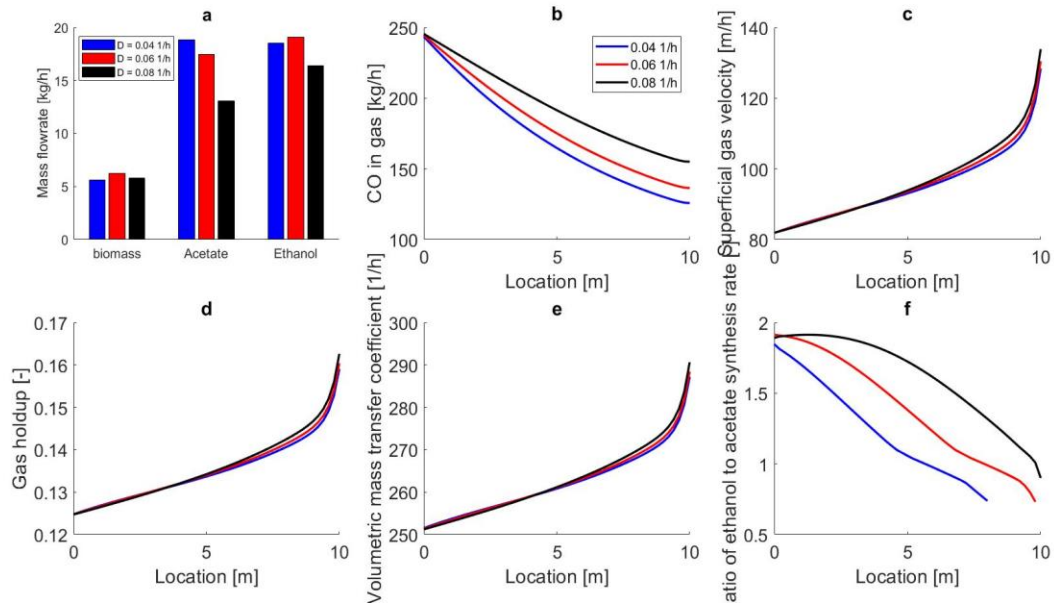 a
Mass flowrate [kg/h]
20
15
10
5
0
D = 0.04 1/h
D = 0.06 1/h
D = 0.08 1/h
biomass Acetate Ethanol
b
CO in gas [kg/h]
250
200
150
100
0.04 1/h
0.06 1/h
0.08 1/h
0 5 10
Location [m]
c
Superficial gas velocity [m/h]
140
120
100
80
0 5 10
Location [m]
d
Gas holdup [-]
0.17
0.16
0.15
0.14
0.13
0.12
0 5 10
Location [m]
e
Volumetric mass transfer coefficient [1/h]
300
290
280
270
260
250
0 5 10
Location [m]
f
of ethanol to acetate synthesis rate
2
1.5
1
0.5
0 5 10
Location [m]